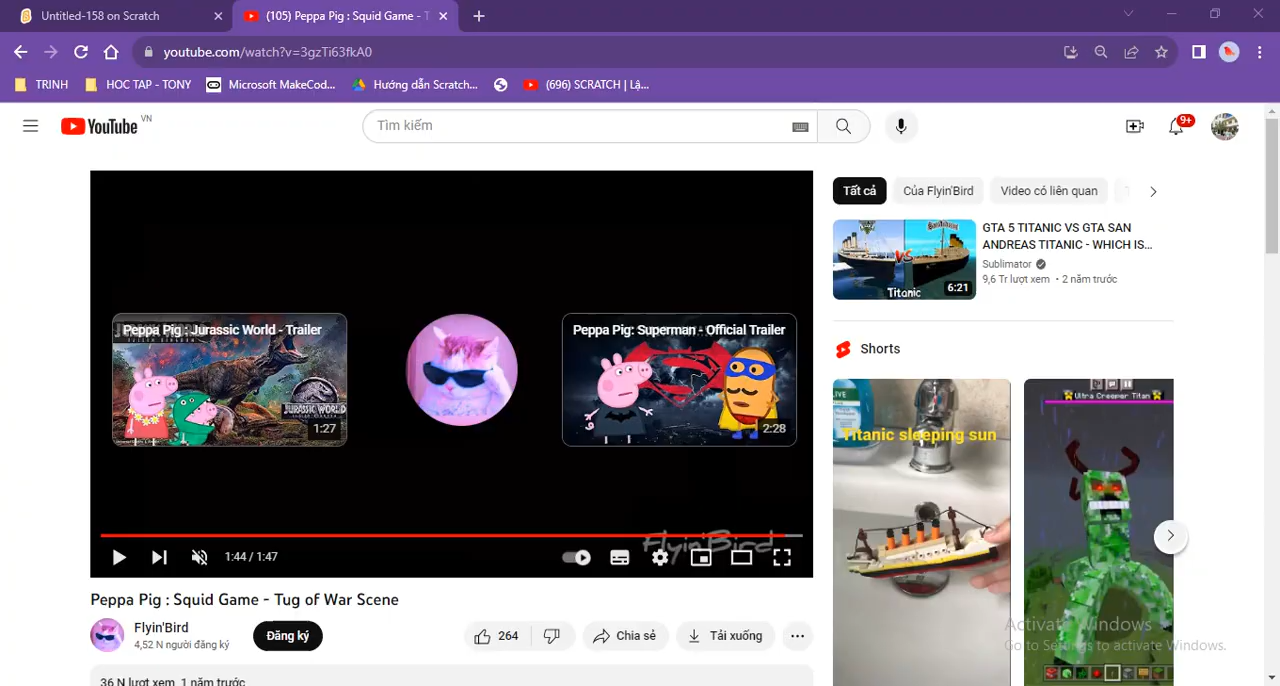 Untitled-158 on Scratch
(105) Peppa Pig : Squid Game - T
youtube.com/watch?v=3gzTi63fkA0
TRINH
HOC TAP - TONY
Microsoft MakeCod...
Hướng dẫn Scratch...
(696) SCRATCH | Lậ...
YouTube VN
Tìm kiếm
9+
Tất cả
Của Flyin'Bird
Video có liên quan
Peppa Pig : Jurassic World - Trailer
JURASSIC WORLD
1:27
Peppa Pig: Superman - Official Trailer
2:28
GTA 5 TITANIC VS GTA SAN
ANDREAS TITANIC - WHICH IS...
Sublimator
9,6 Tr lượt xem • 2 năm trước
VS
Titanic
6:21
Shorts
Titanic sleeping sun
Ultra Creeper Titan
Flyin'Bird
1:44 / 1:47
Peppa Pig : Squid Game - Tug of War Scene
Flyin'Bird
4,52 N người đăng ký
Đăng ký
264
Chia sẻ
Tải xuống
36 N lượt xem 1 năm trước
Activate Windows
Go to Settings to activate Windows.